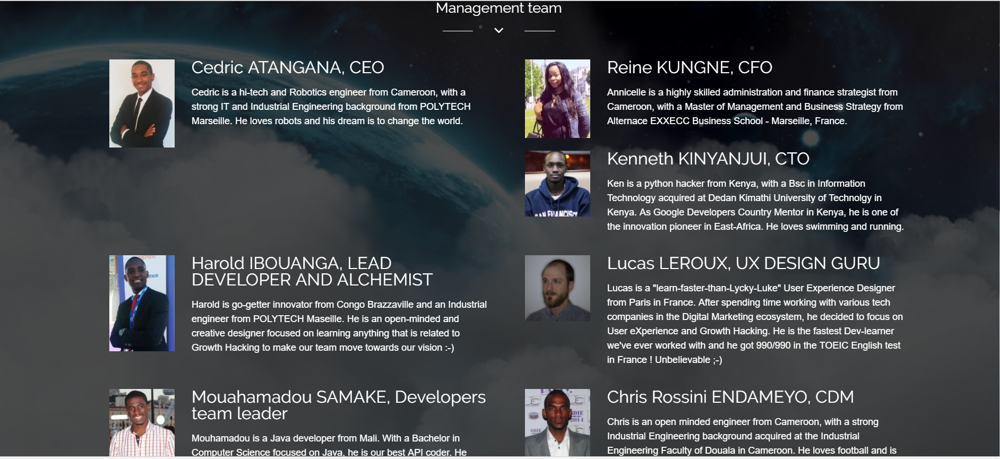 Management team
Cedric ATANGANA, CEO
Cedric is a hi-tech and Robotics engineer from Cameroon, with a
strong IT and Industrial Engineering background from POLYTECH
Marseille. He loves robots and his dream is to change the world.
Reine KUNGNE, CFO
Annicelle is a highly skilled administration and finance strategist from
Cameroon, with a Master of Management and Business Strategy from
Alternace EXXECC Business School - Marseille, France.
Kenneth KINYANJUI, CTO
Ken is a python hacker from Kenya, with a Bsc in Information
Technology acquired at Dedan Kimathi University of Technolgy in
Kenya. As Google Developers Country Mentor in Kenya, he is one of
the innovation pioneer in East-Africa. He loves swimming and running.
Harold IBOUANGA, LEAD
DEVELOPER AND ALCHEMIST
Harold is go-getter innovator from Congo Brazzaville and an Industrial
engineer from POLYTECH Maseille. He is an open-minded and
creative designer focused on learning anything that is related to
Growth Hacking to make our team move towards our vision :-)
Lucas LEROUX, UX DESIGN GURU
Lucas is a "learn-faster-than-Lycky-Luke" User Experience Designer
from Paris in France. After spending time working with various tech
companies in the Digital Marketing ecosystem, he decided to focus on
User eXperience and Growth Hacking. He is the fastest Dev-learner
we've ever worked with and he got 990/990 in the TOEIC English test
in France ! Unbelievable ;-)
Mouahamadou SAMAKE, Developers
team leader
Mouhamadou is a Java developer from Mali. With a Bachelor in
Computer Science focused on Java, he is our best API coder. He
Chris Rossini ENDAMEYO, CDM
SDIE
2014
SDIE
Chris is an open minded engineer from Cameroon, with a strong
Industrial Engineering background acquired at the Industrial
Engineering Faculty of Douala in Cameroon. He loves football and is